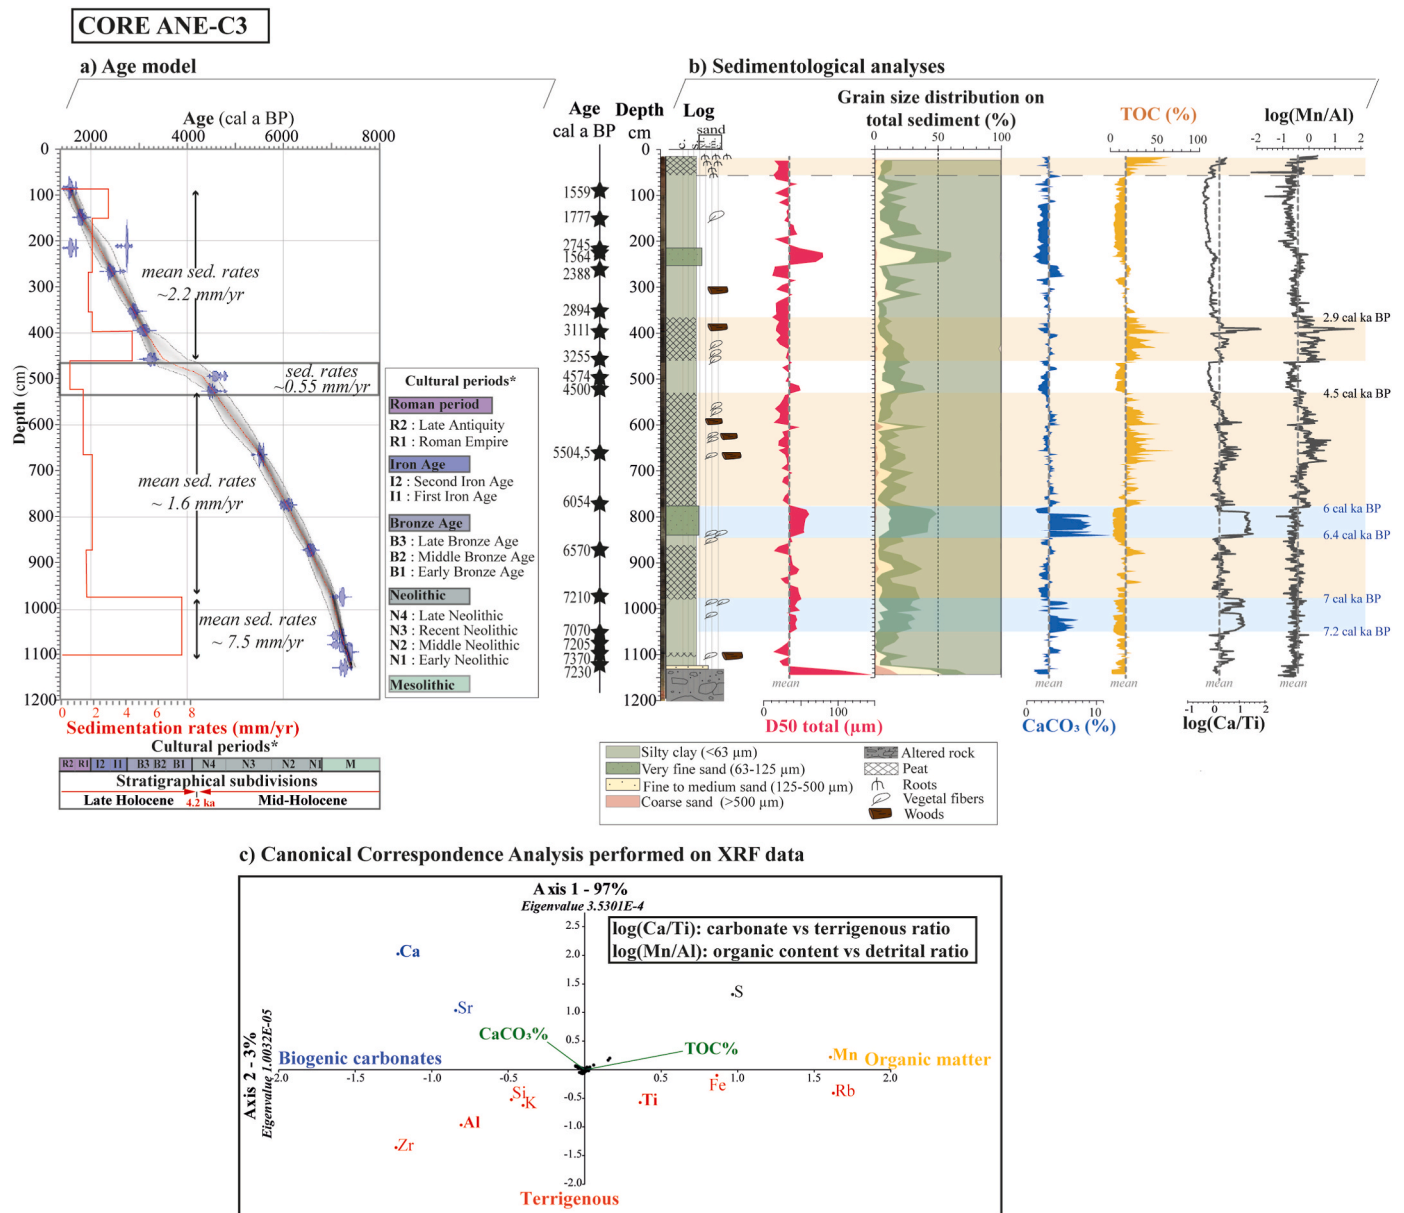 CORE ANE-C3
a) Age model
Age (cal a BP)
2000 4000 6000 8000
0
100
200
300
400
500
600
700
800
900
1000
1100
1200
Depth (cm)
mean sed. rates
~2.2 mm/yr
sed. rates
~0.55 mm/yr
mean sed. rates
~ 1.6 mm/yr
mean sed. rates
~ 7.5 mm/yr
0 2 4 6 8
Sedimentation rates (mm/yr)
Cultural periods*
R2 R1 I2 I1 B3 B2 B1 N4 N3 N2 N1 M
Stratigraphical subdivisions
Late Holocene 4.2 ka Mid-Holocene
Cultural periods*
Roman period
R2 : Late Antiquity
R1 : Roman Empire
Iron Age
I2 : Second Iron Age
I1 : First Iron Age
Bronze Age
B3 : Late Bronze Age
B2 : Middle Bronze Age
B1 : Early Bronze Age
Neolithic
N4 : Late Neolithic
N3 : Recent Neolithic
N2 : Middle Neolithic
N1 : Early Neolithic
Mesolithic
b) Sedimentological analyses
Age
cal a BP
1559
1777
2745
1564
2388
2894
3111
3255
4574
4500
5504,5
6054
6570
7210
7070
7205
7370
7230
Depth
cm
0
100
200
300
400
500
600
700
800
900
1000
1100
1200
Log
sand
Grain size distribution on
total sediment (%)
0 50 100
TOC (%)
0 50 100
log(Mn/Al)
-2 -1 0 1 2
2.9 cal ka BP
4.5 cal ka BP
6 cal ka BP
6.4 cal ka BP
7 cal ka BP
7.2 cal ka BP
mean mean mean mean mean
0 100
D50 total (µm)
0 10
CaCO₃ (%)
-1 0 1 2
log(Ca/Ti)
Silty clay (<63 µm)
Very fine sand (63-125 µm)
Fine to medium sand (125-500 µm)
Coarse sand (>500 µm)
Altered rock
Peat
Roots
Vegetal fibers
Woods
c) Canonical Correspondence Analysis performed on XRF data
Axis 1 - 97%
Eigenvalue 3.5301E-4
log(Ca/Ti): carbonate vs terrigenous ratio
log(Mn/Al): organic content vs detrital ratio
2.5
2.0
1.5
1.0
0.5
-0.5
-1.0
-1.5
-2.0
Axis 2 - 3%
Eigenvalue 1.0032E-05
-2.0 -1.5 -1.0 -0.5 0.5 1.0 1.5 2.0
Ca
Sr
S
CaCO₃%
TOC%
Biogenic carbonates
Mn Organic matter
Fe
Rb
Si
K
Ti
Al
Zr
Terrigenous